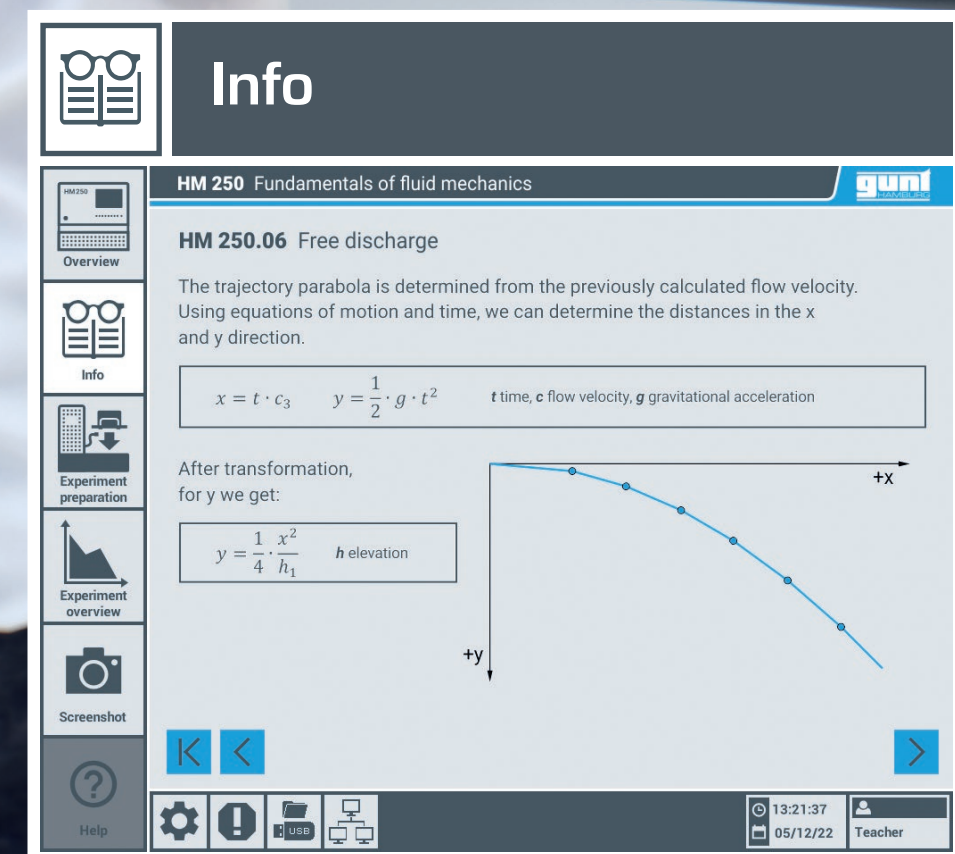 Info
HM250
Overview
Info
Experiment
preparation
Experiment
overview
Screenshot
Help
HM 250 Fundamentals of fluid mechanics
gunt
HAMBURG
HM 250.06 Free discharge
The trajectory parabola is determined from the previously calculated flow velocity.
Using equations of motion and time, we can determine the distances in the x
and y direction.
x = t · c₃ y = 1/2 · g · t² t time, c flow velocity, g gravitational acceleration
After transformation,
for y we get:
y = 1/4 · x²/h₁ h elevation
+x
+y
USB
13:21:37
05/12/22
Teacher